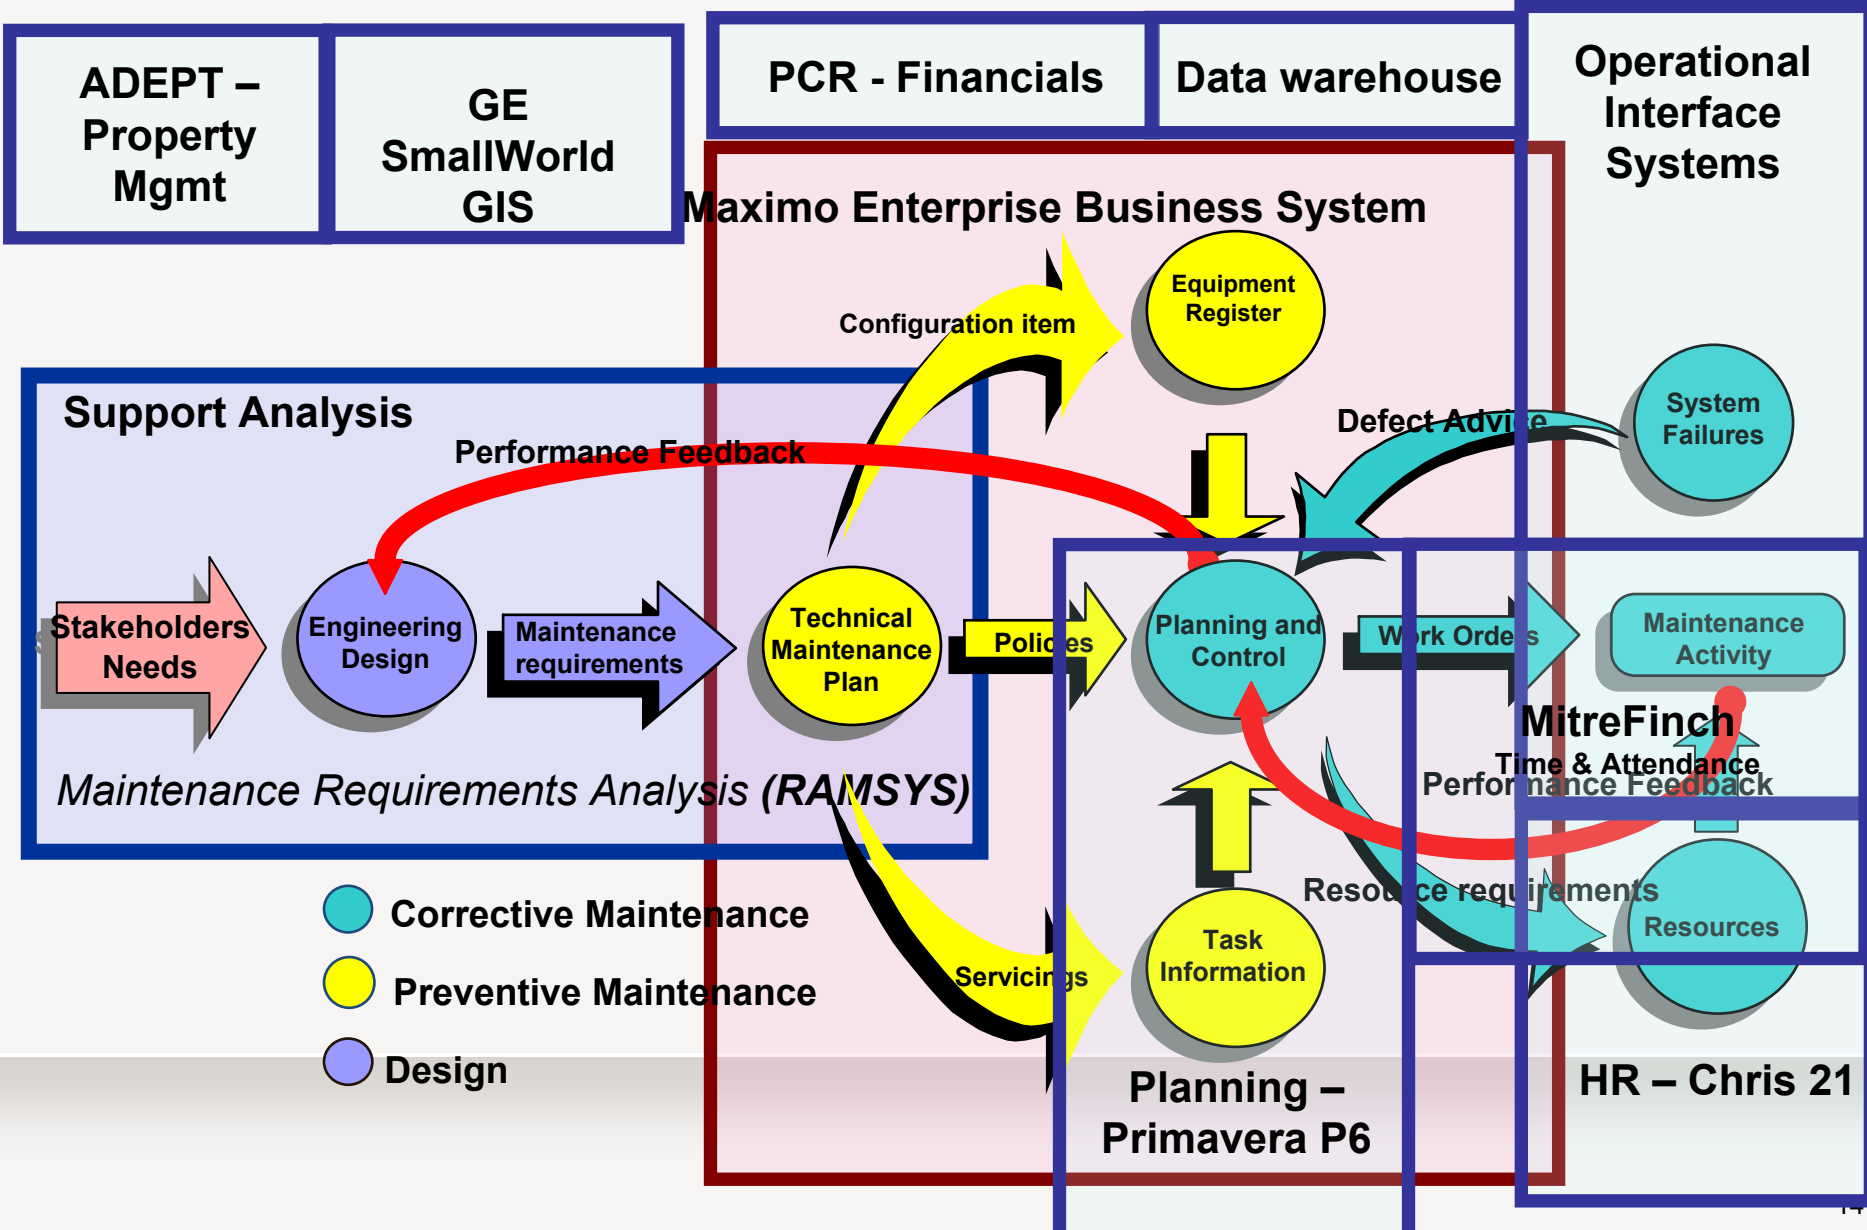 ADEPT –
Property
Mgmt
GE
SmallWorld
GIS
PCR - Financials
Data warehouse
Operational
Interface
Systems
Maximo Enterprise Business System
Equipment
Register
Configuration item
Support Analysis
Performance Feedback
Defect Advice
System
Failures
Stakeholders
Needs
Engineering
Design
Maintenance
requirements
Technical
Maintenance
Plan
Policies
Planning and
Control
Work Orders
Maintenance
Activity
MitreFinch
Time & Attendance
Performance Feedback
Maintenance Requirements Analysis (RAMSYS)
Resource requirements
Resources
Corrective Maintenance
Preventive Maintenance
Design
Servicings
Task
Information
Planning –
Primavera P6
HR – Chris 21
14